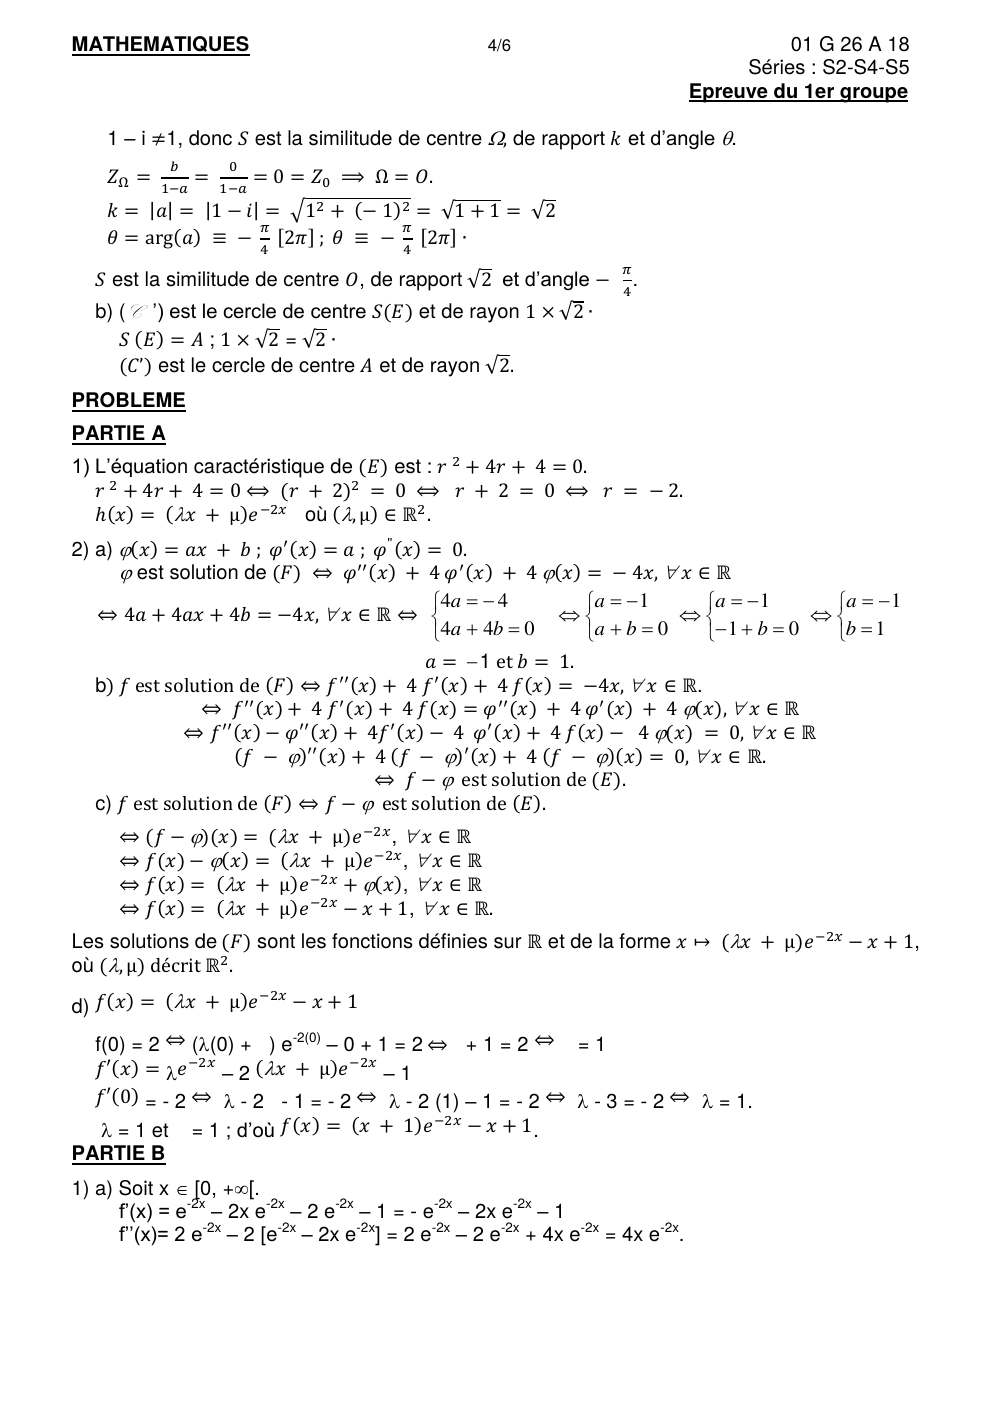 MATHEMATIQUES 4/6 01 G 26 A 18
Séries : S2-S4-S5
Epreuve du 1er groupe
1 – i ≠1, donc S est la similitude de centre Ω, de rapport k et d’angle θ.
Z_Ω = b/(1−a) = 0/(1−a) = 0 = Z₀ ⟹ Ω = O.
k = |a| = |1 − i| = √(1² + (− 1)²) = √(1 + 1) = √2
θ = arg(a) ≡ − π/4 [2π] ; θ ≡ − π/4 [2π] ·
S est la similitude de centre O, de rapport √2 et d’angle − π/4.
b) ( 𝒞 ’) est le cercle de centre S(E) et de rayon 1 × √2 ·
S (E) = A ; 1 × √2 = √2 ·
(C′) est le cercle de centre A et de rayon √2.
PROBLEME
PARTIE A
1) L’équation caractéristique de (E) est : r ² + 4r + 4 = 0.
r ² + 4r + 4 = 0 ⇔ (r + 2)² = 0 ⇔ r + 2 = 0 ⇔ r = − 2.
h(x) = (λx + μ)e⁻²ˣ où (λ, μ) ∈ ℝ².
2) a) φ(x) = ax + b ; φ′(x) = a ; φ″(x) = 0.
φ est solution de (F) ⇔ φ′′(x) + 4 φ′(x) + 4 φ(x) = − 4x, ∀x ∈ ℝ
⇔ 4a + 4ax + 4b = −4x, ∀x ∈ ℝ ⇔ {4a = −4 ; 4a + 4b = 0 ⇔ {a = −1 ; a + b = 0 ⇔ {a = −1 ; −1 + b = 0 ⇔ {a = −1 ; b = 1
a = −1 et b = 1.
b) f est solution de (F) ⇔ f′′(x) + 4 f′(x) + 4 f(x) = −4x, ∀x ∈ ℝ.
⇔ f′′(x) + 4 f′(x) + 4 f(x) = φ′′(x) + 4 φ′(x) + 4 φ(x), ∀x ∈ ℝ
⇔ f′′(x) − φ′′(x) + 4f′(x) − 4 φ′(x) + 4 f(x) − 4 φ(x) = 0, ∀x ∈ ℝ
(f − φ)′′(x) + 4 (f − φ)′(x) + 4 (f − φ)(x) = 0, ∀x ∈ ℝ.
⇔ f − φ est solution de (E).
c) f est solution de (F) ⇔ f − φ est solution de (E).
⇔ (f − φ)(x) = (λx + μ)e⁻²ˣ, ∀x ∈ ℝ
⇔ f(x) − φ(x) = (λx + μ)e⁻²ˣ, ∀x ∈ ℝ
⇔ f(x) = (λx + μ)e⁻²ˣ + φ(x), ∀x ∈ ℝ
⇔ f(x) = (λx + μ)e⁻²ˣ − x + 1, ∀x ∈ ℝ.
Les solutions de (F) sont les fonctions définies sur ℝ et de la forme x ↦ (λx + μ)e⁻²ˣ − x + 1,
où (λ, μ) décrit ℝ².
d) f(x) = (λx + μ)e⁻²ˣ − x + 1
f(0) = 2 ⇔ (λ(0) + ) e⁻²⁽⁰⁾ – 0 + 1 = 2 ⇔ + 1 = 2 ⇔ = 1
f′(x) = λe⁻²ˣ – 2 (λx + μ)e⁻²ˣ – 1
f′(0) = - 2 ⇔ λ - 2 - 1 = - 2 ⇔ λ - 2 (1) – 1 = - 2 ⇔ λ - 3 = - 2 ⇔ λ = 1.
λ = 1 et = 1 ; d’où f(x) = (x + 1)e⁻²ˣ − x + 1.
PARTIE B
1) a) Soit x ∈ [0, +∞[.
f’(x) = e⁻²ˣ – 2x e⁻²ˣ – 2 e⁻²ˣ – 1 = - e⁻²ˣ – 2x e⁻²ˣ – 1
f’’(x)= 2 e⁻²ˣ – 2 [e⁻²ˣ – 2x e⁻²ˣ] = 2 e⁻²ˣ – 2 e⁻²ˣ + 4x e⁻²ˣ = 4x e⁻²ˣ.